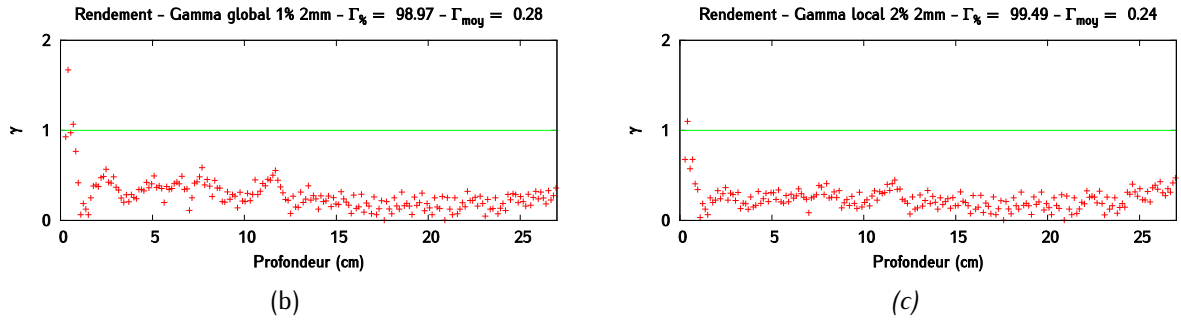 Rendement - Gamma global 1% 2mm - Γ% = 98.97 - Γmoy = 0.28
2
1
0
γ
0 5 10 15 20 25
Profondeur (cm)
(b)
Rendement - Gamma local 2% 2mm - Γ% = 99.49 - Γmoy = 0.24
2
1
0
γ
0 5 10 15 20 25
Profondeur (cm)
(c)